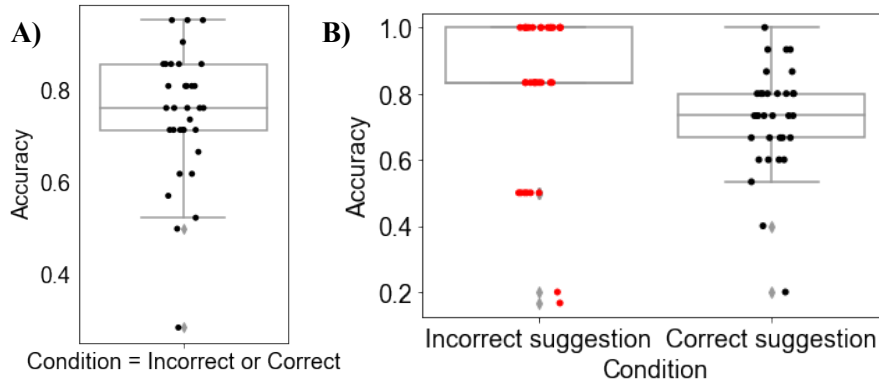 A)
Accuracy
0.8
0.6
0.4
Condition = Incorrect or Correct
B)
Accuracy
1.0
0.8
0.6
0.4
0.2
Incorrect suggestion
Correct suggestion
Condition